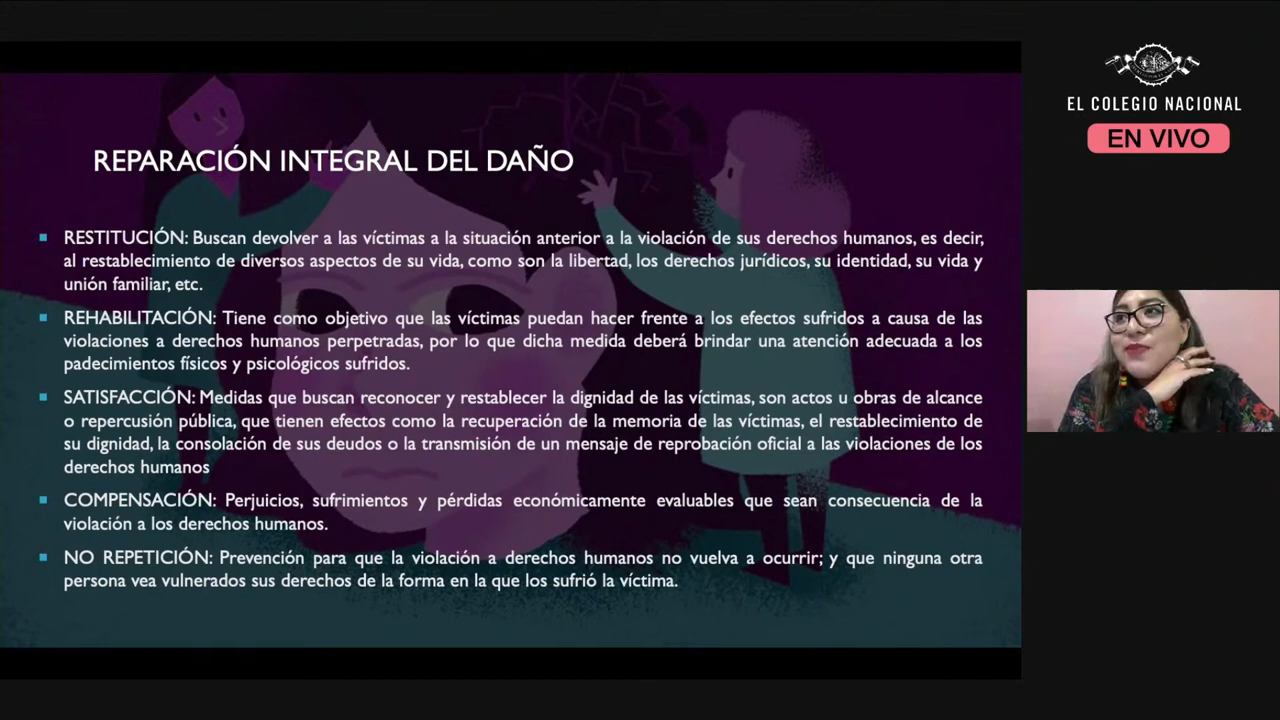 REPARACIÓN INTEGRAL DEL DAÑO
RESTITUCIÓN: Buscan devolver a las víctimas a la situación anterior a la violación de sus derechos humanos, es decir,
al restablecimiento de diversos aspectos de su vida, como son la libertad, los derechos jurídicos, su identidad, su vida y
unión familiar, etc.
REHABILITACIÓN: Tiene como objetivo que las víctimas puedan hacer frente a los efectos sufridos a causa de las
violaciones a derechos humanos perpetradas, por lo que dicha medida deberá brindar una atención adecuada a los
padecimientos físicos y psicológicos sufridos.
SATISFACCIÓN: Medidas que buscan reconocer y restablecer la dignidad de las víctimas, son actos u obras de alcance
o repercusión pública, que tienen efectos como la recuperación de la memoria de las víctimas, el restablecimiento de
su dignidad, la consolación de sus deudos o la transmisión de un mensaje de reprobación oficial a las violaciones de los
derechos humanos
COMPENSACIÓN: Perjuicios, sufrimientos y pérdidas económicamente evaluables que sean consecuencia de la
violación a los derechos humanos.
NO REPETICIÓN: Prevención para que la violación a derechos humanos no vuelva a ocurrir; y que ninguna otra
persona vea vulnerados sus derechos de la forma en la que los sufrió la víctima.
EL COLEGIO NACIONAL
EN VIVO